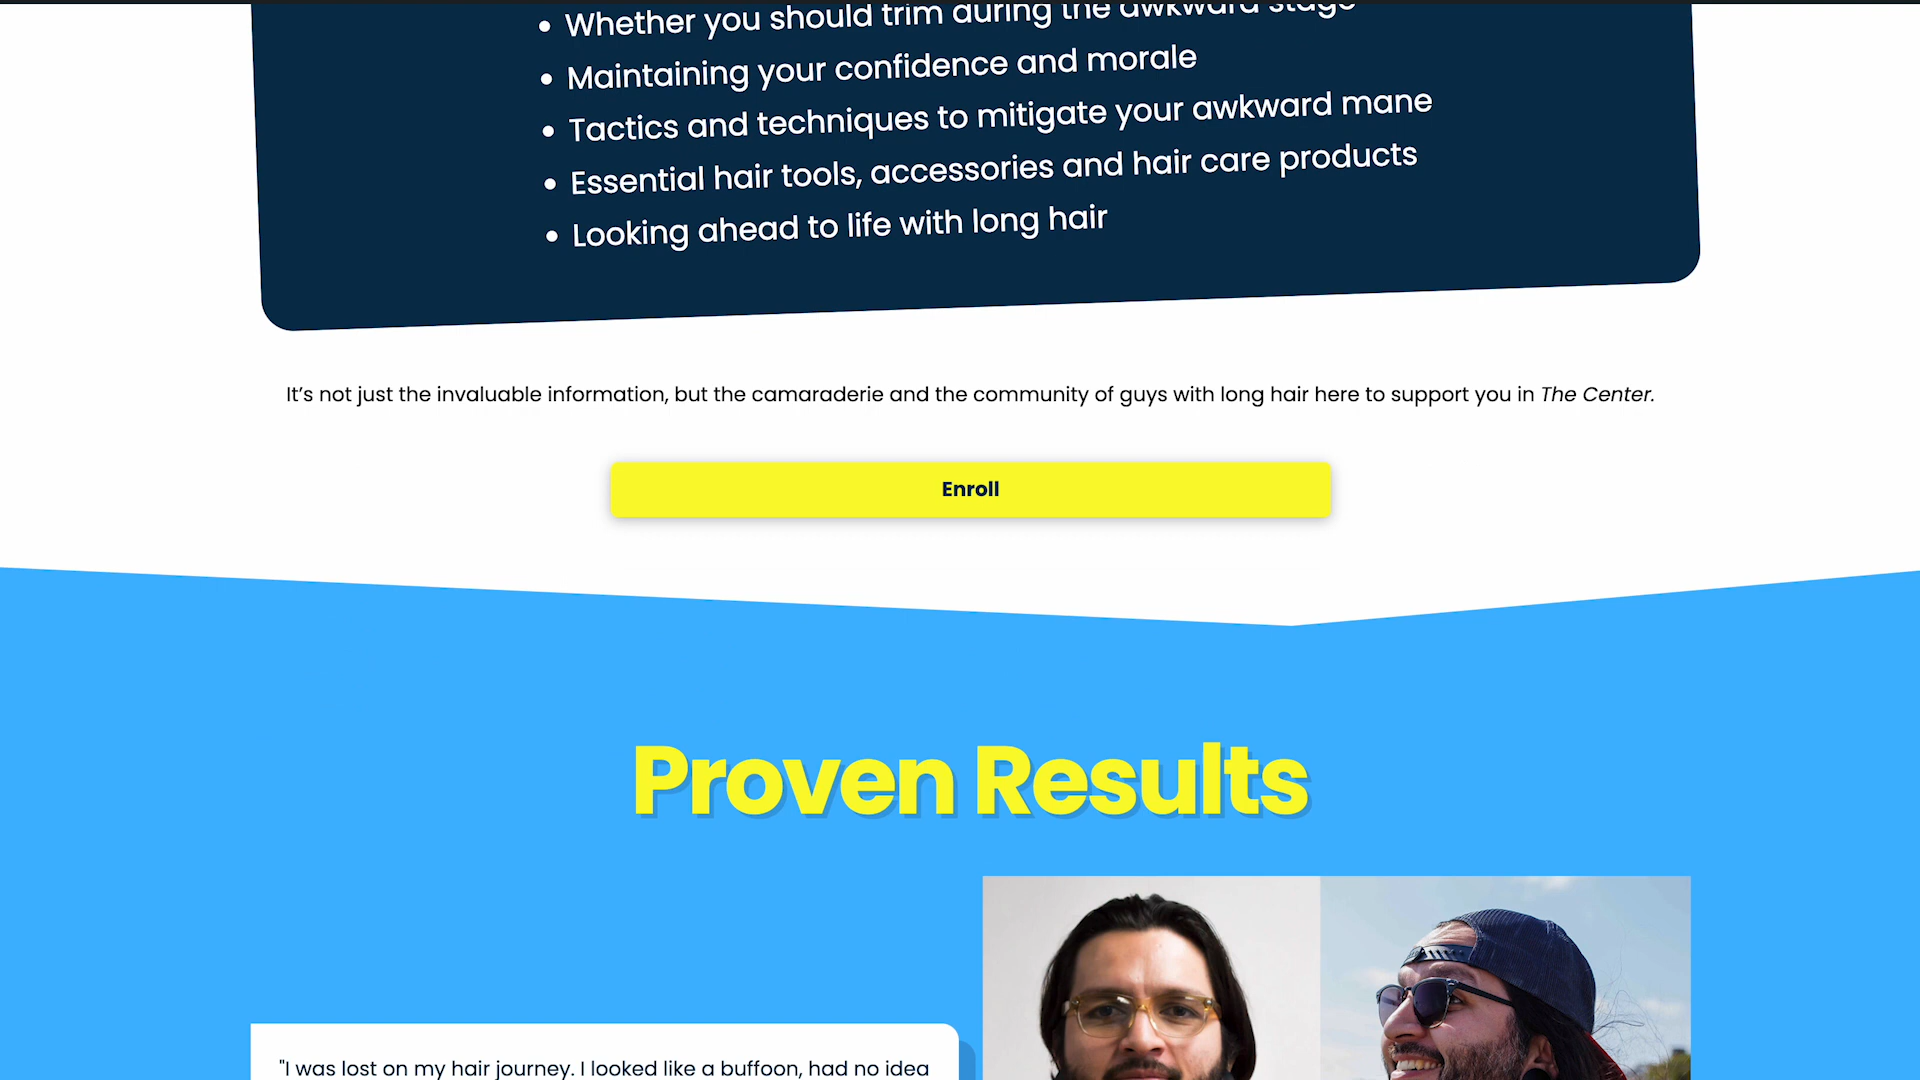 Whether you should trim during the awkward stage
Maintaining your confidence and morale
Tactics and techniques to mitigate your awkward mane
Essential hair tools, accessories and hair care products
Looking ahead to life with long hair
It’s not just the invaluable information, but the camaraderie and the community of guys with long hair here to support you in The Center.
Enroll
Proven Results
"I was lost on my hair journey. I looked like a buffoon, had no idea